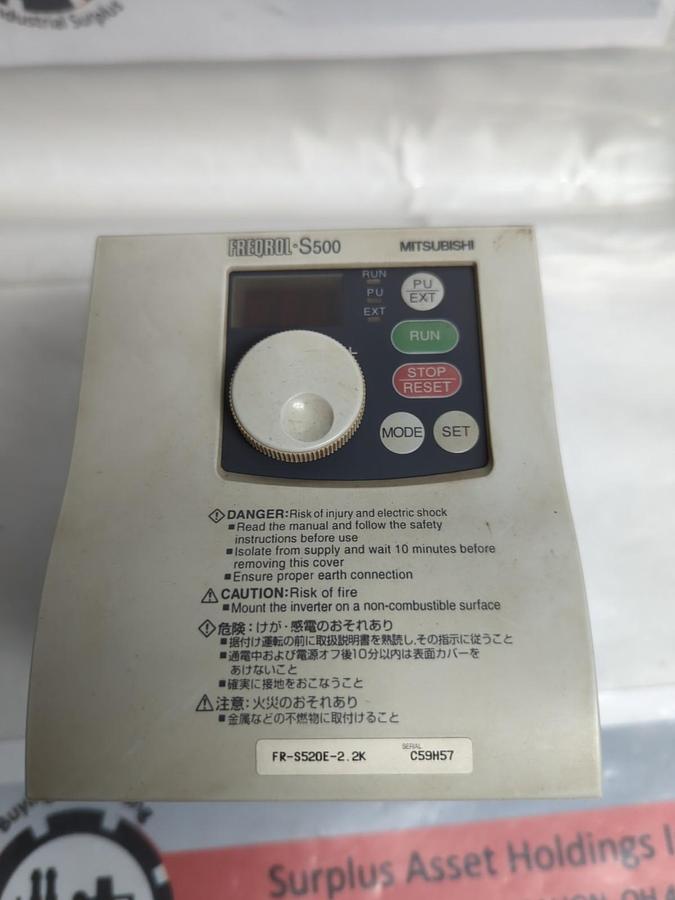 Industrial Surplus
FREQROL-S500 MITSUBISHI
RUN
PU
EXT
PU
EXT
RUN
STOP
RESET
MODE SET
DANGER:Risk of injury and electric shock
■Read the manual and follow the safety
instructions before use
■Isolate from supply and wait 10 minutes before
removing this cover
■Ensure proper earth connection
CAUTION:Risk of fire
■Mount the inverter on a non-combustible surface
危険:けが・感電のおそれあり
■据付け運転の前に取扱説明書を熟読し、その指示に従うこと
■通電中および電源オフ後10分以内は表面カバーを
あけないこと
■確実に接地をおこなうこと
注意:火災のおそれあり
■金属などの不燃物に取付けること
FR-S520E-2.2K SERIAL C59H57
Surplus Asset Holdings